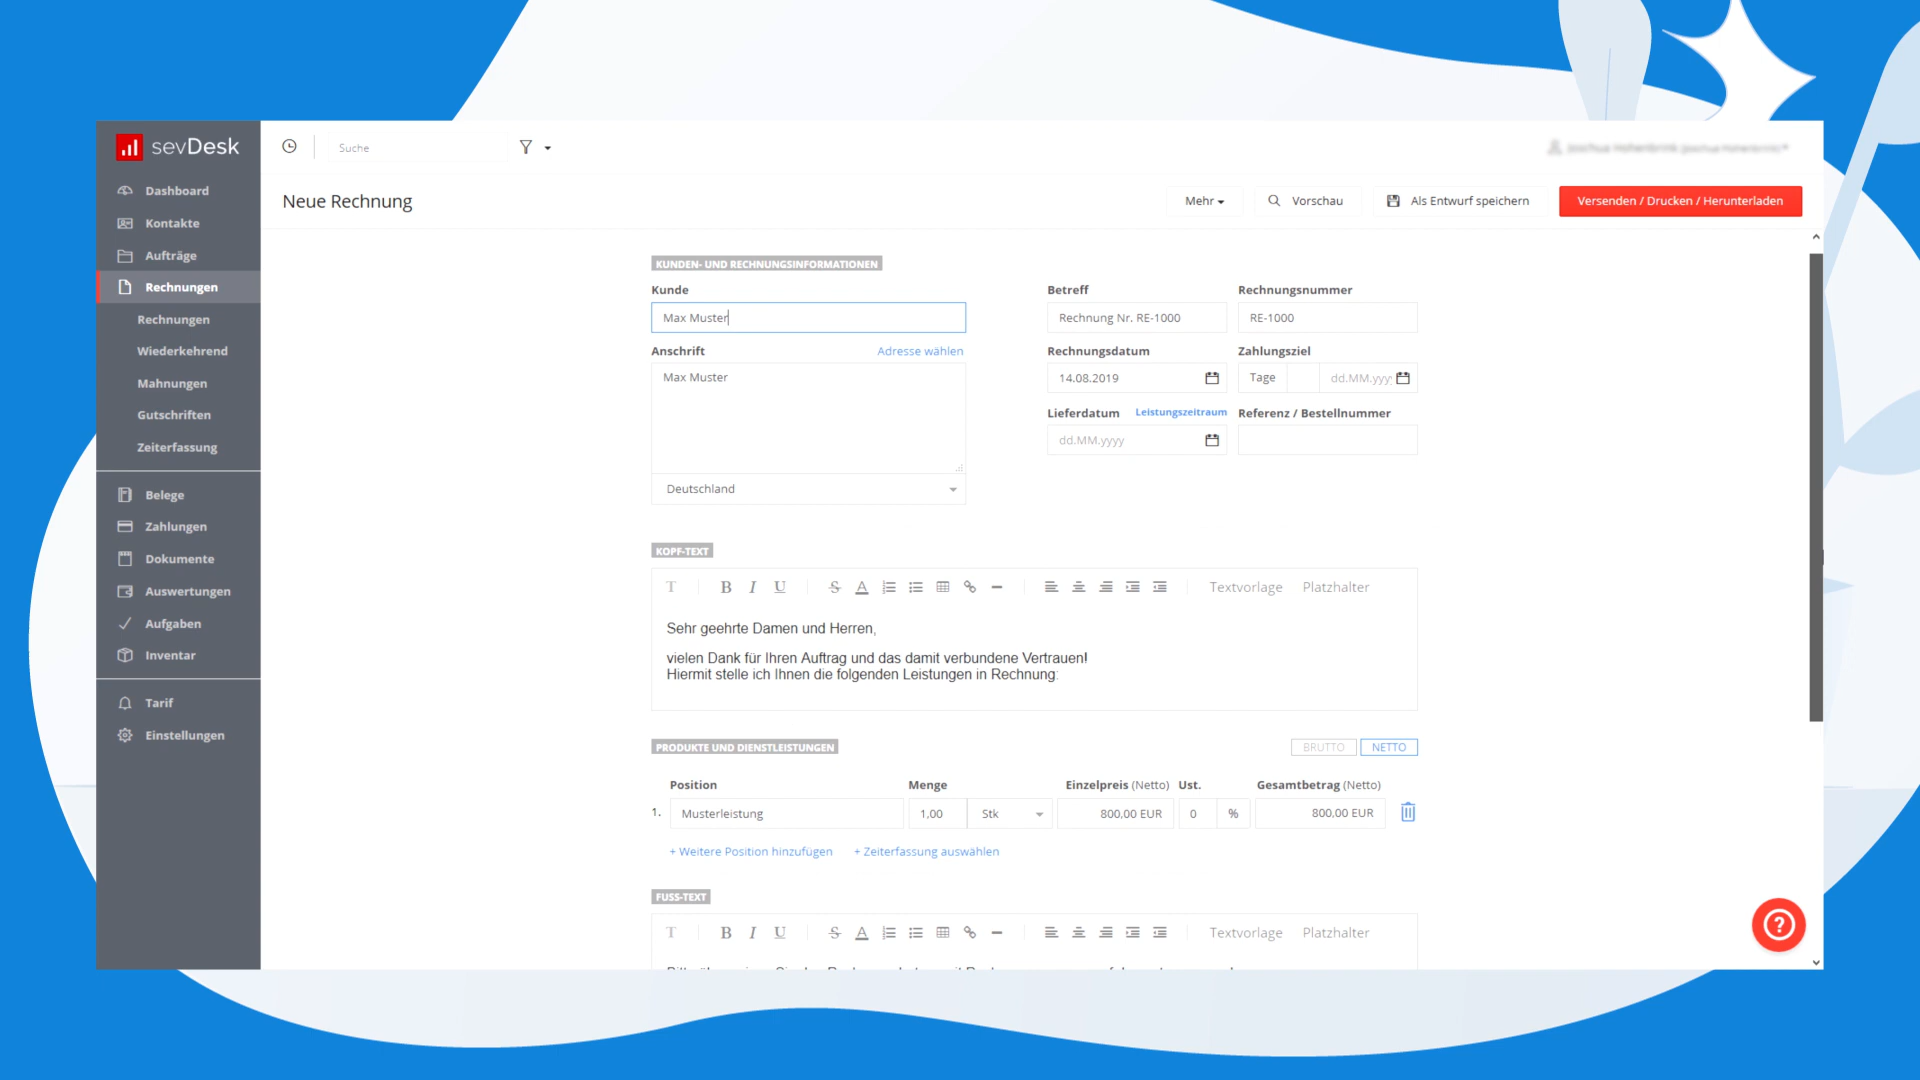 sevDesk
Suche
Dashboard
Kontakte
Aufträge
Rechnungen
Rechnungen
Wiederkehrend
Mahnungen
Gutschriften
Zeiterfassung
Belege
Zahlungen
Dokumente
Auswertungen
Aufgaben
Inventar
Tarif
Einstellungen
Neue Rechnung
Mehr
Vorschau
Als Entwurf speichern
Versenden / Drucken / Herunterladen
KUNDEN- UND RECHNUNGSINFORMATIONEN
Kunde
Max Muster
Anschrift Adresse wählen
Max Muster
Deutschland
Betreff Rechnungsnummer
Rechnung Nr. RE-1000 RE-1000
Rechnungsdatum Zahlungsziel
14.08.2019 Tage dd.MM.yyy
Lieferdatum Leistungszeitraum Referenz / Bestellnummer
dd.MM.yyyy
KOPF-TEXT
T B I U S A Textvorlage Platzhalter
Sehr geehrte Damen und Herren,
vielen Dank für Ihren Auftrag und das damit verbundene Vertrauen!
Hiermit stelle ich Ihnen die folgenden Leistungen in Rechnung:
PRODUKTE UND DIENSTLEISTUNGEN BRUTTO NETTO
Position Menge Einzelpreis (Netto) Ust. Gesamtbetrag (Netto)
1. Musterleistung 1,00 Stk 800,00 EUR 0 % 800,00 EUR
+ Weitere Position hinzufügen + Zeiterfassung auswählen
FUSS-TEXT
T B I U S A Textvorlage Platzhalter
?